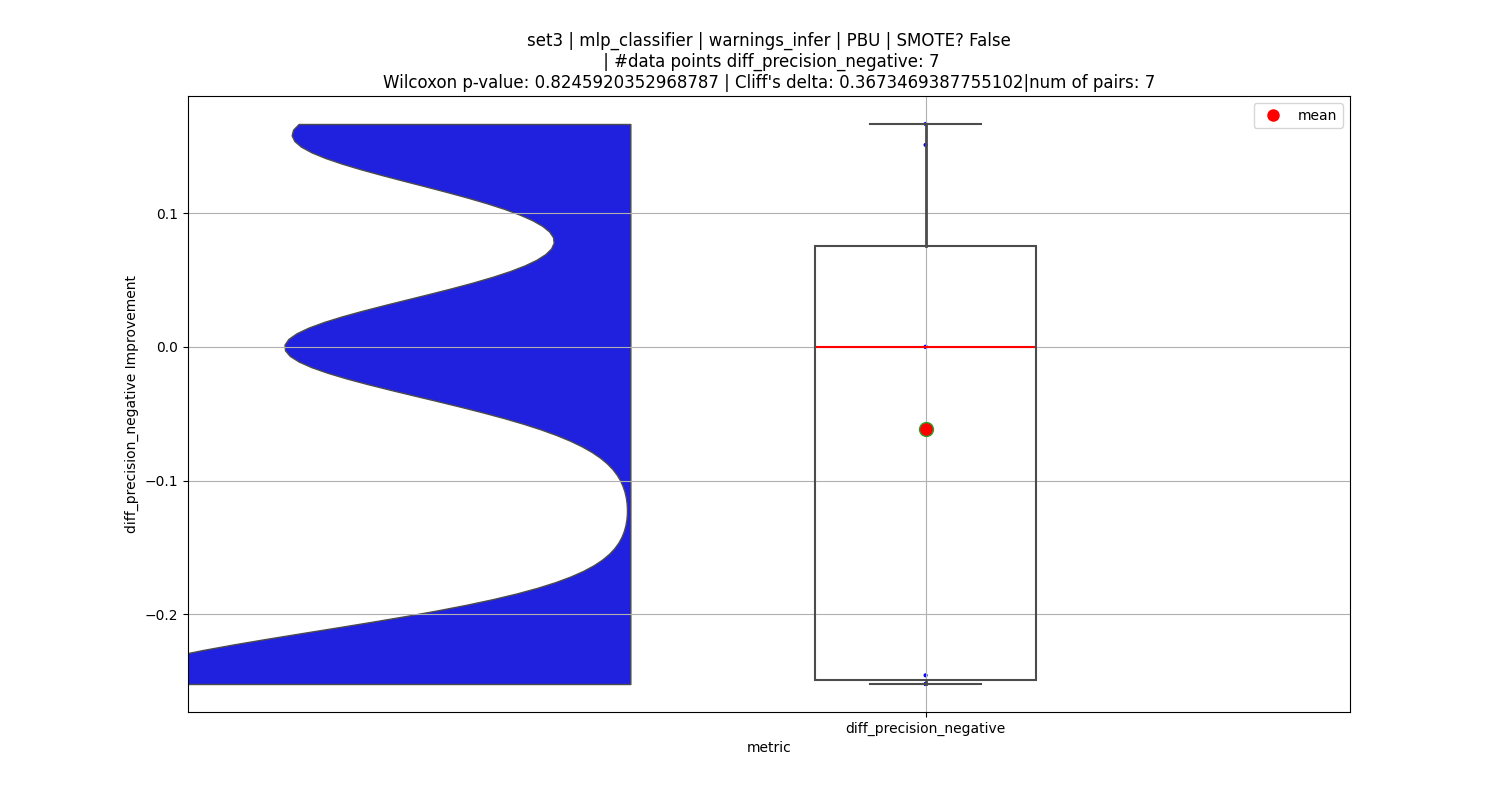 set3 | mlp_classifier | warnings_infer | PBU | SMOTE? False
| #data points diff_precision_negative: 7
Wilcoxon p-value: 0.8245920352968787 | Cliff's delta: 0.3673469387755102|num of pairs: 7
mean
0.1
0.0
−0.1
−0.2
diff_precision_negative Improvement
diff_precision_negative
metric